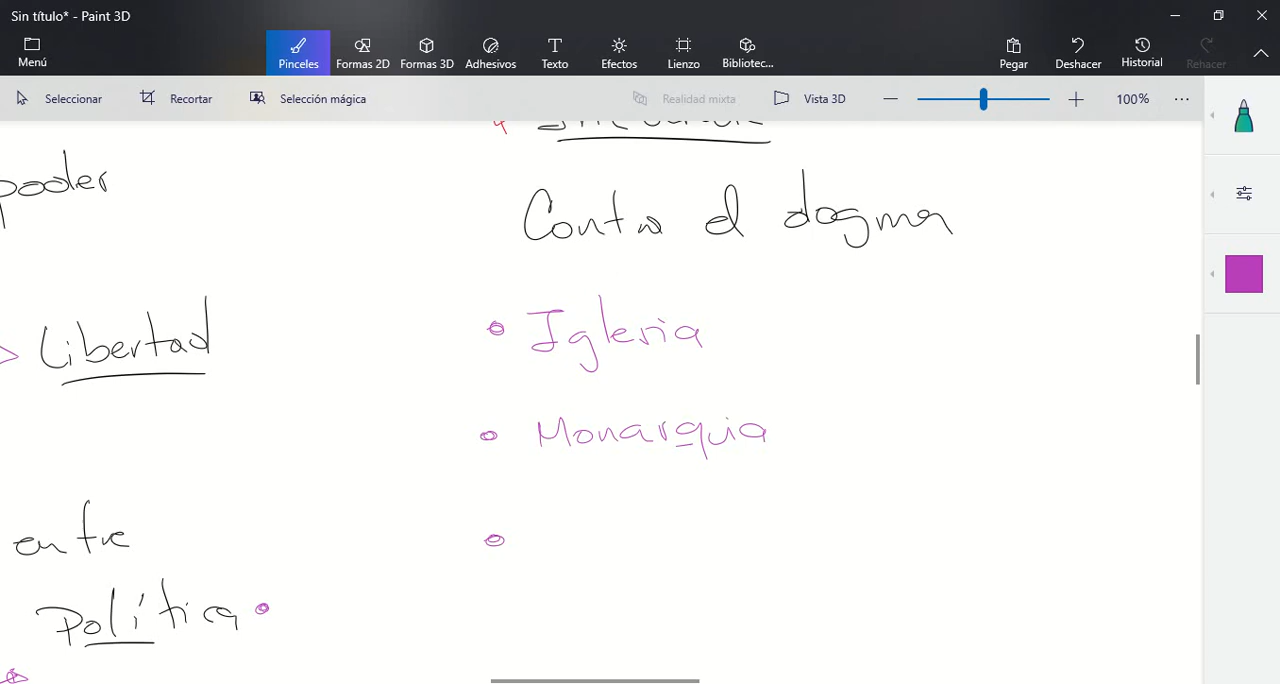 Sin título* - Paint 3D
Menú
Pinceles
Formas 2D
Formas 3D
Adhesivos
Texto
Efectos
Lienzo
Bibliotec...
Pegar
Deshacer
Historial
Rehacer
Seleccionar
Recortar
Selección mágica
Realidad mixta
Vista 3D
100%
poder
Contra el dogma
Libertad
Iglesia
Monarquia
entre
Política